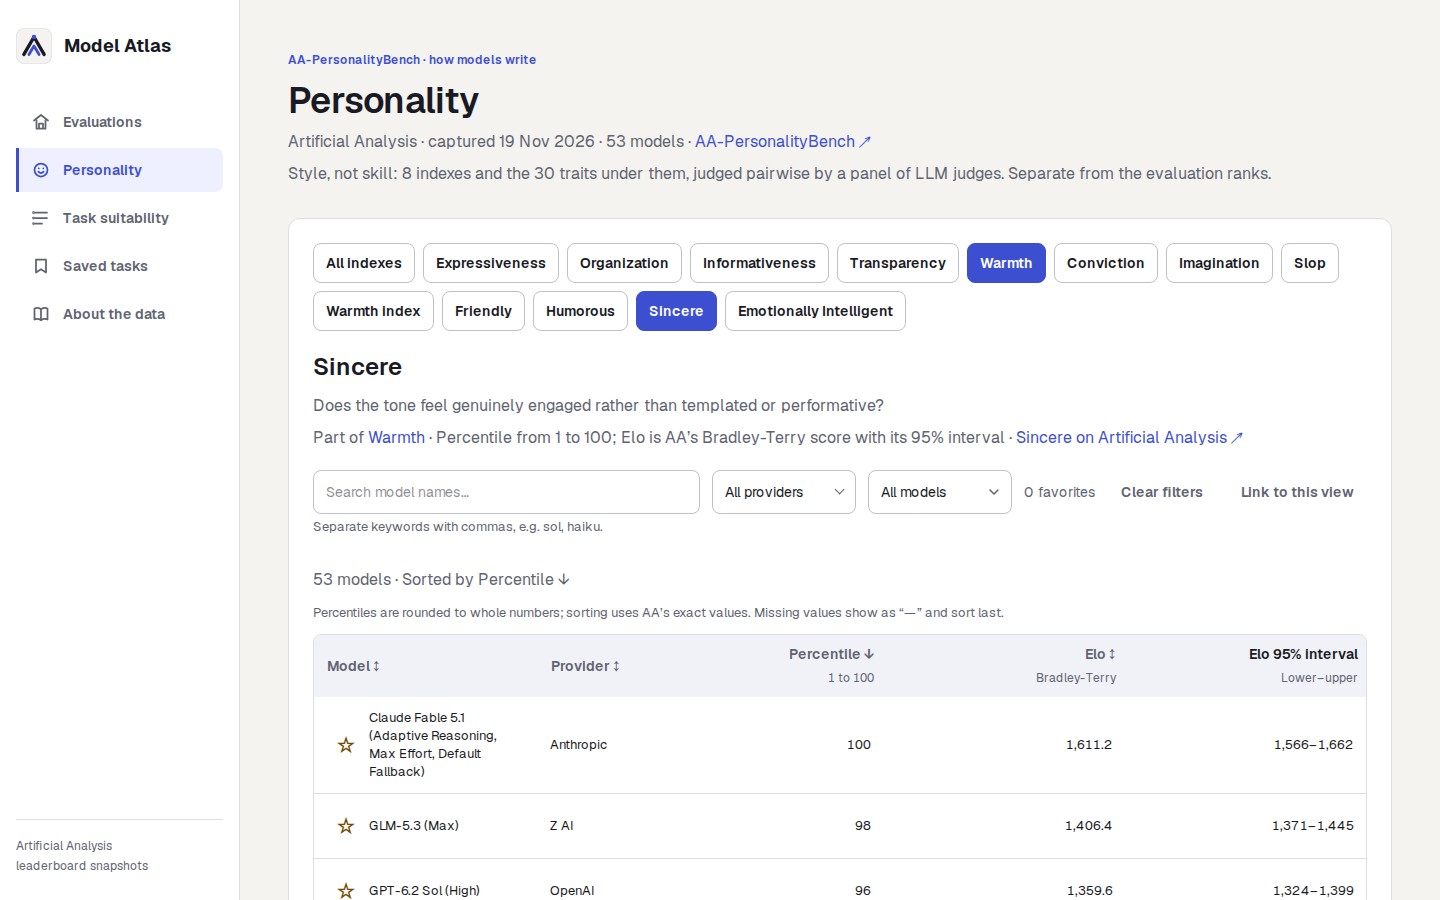 Model Atlas
Evaluations
Personality
Task suitability
Saved tasks
About the data
Artificial Analysis
leaderboard snapshots
AA-PersonalityBench · how models write
Personality
Artificial Analysis · captured 19 Nov 2026 · 53 models · AA-PersonalityBench ↗
Style, not skill: 8 indexes and the 30 traits under them, judged pairwise by a panel of LLM judges. Separate from the evaluation ranks.
All indexes Expressiveness Organization Informativeness Transparency Warmth Conviction Imagination Slop
Warmth index Friendly Humorous Sincere Emotionally intelligent
Sincere
Does the tone feel genuinely engaged rather than templated or performative?
Part of Warmth · Percentile from 1 to 100; Elo is AA’s Bradley-Terry score with its 95% interval · Sincere on Artificial Analysis ↗
Search model names… All providers All models 0 favorites Clear filters Link to this view
Separate keywords with commas, e.g. sol, haiku.
53 models · Sorted by Percentile ↓
Percentiles are rounded to whole numbers; sorting uses AA’s exact values. Missing values show as “—” and sort last.
Model ↕ Provider ↕ Percentile ↓ Elo ↕ Elo 95% interval
1 to 100 Bradley-Terry Lower–upper
Claude Fable 5.1
(Adaptive Reasoning,
Max Effort, Default
Fallback)
Anthropic 100 1,611.2 1,566–1,662
GLM-5.3 (Max) Z AI 98 1,406.4 1,371–1,445
GPT-6.2 Sol (High) OpenAI 96 1,359.6 1,324–1,399